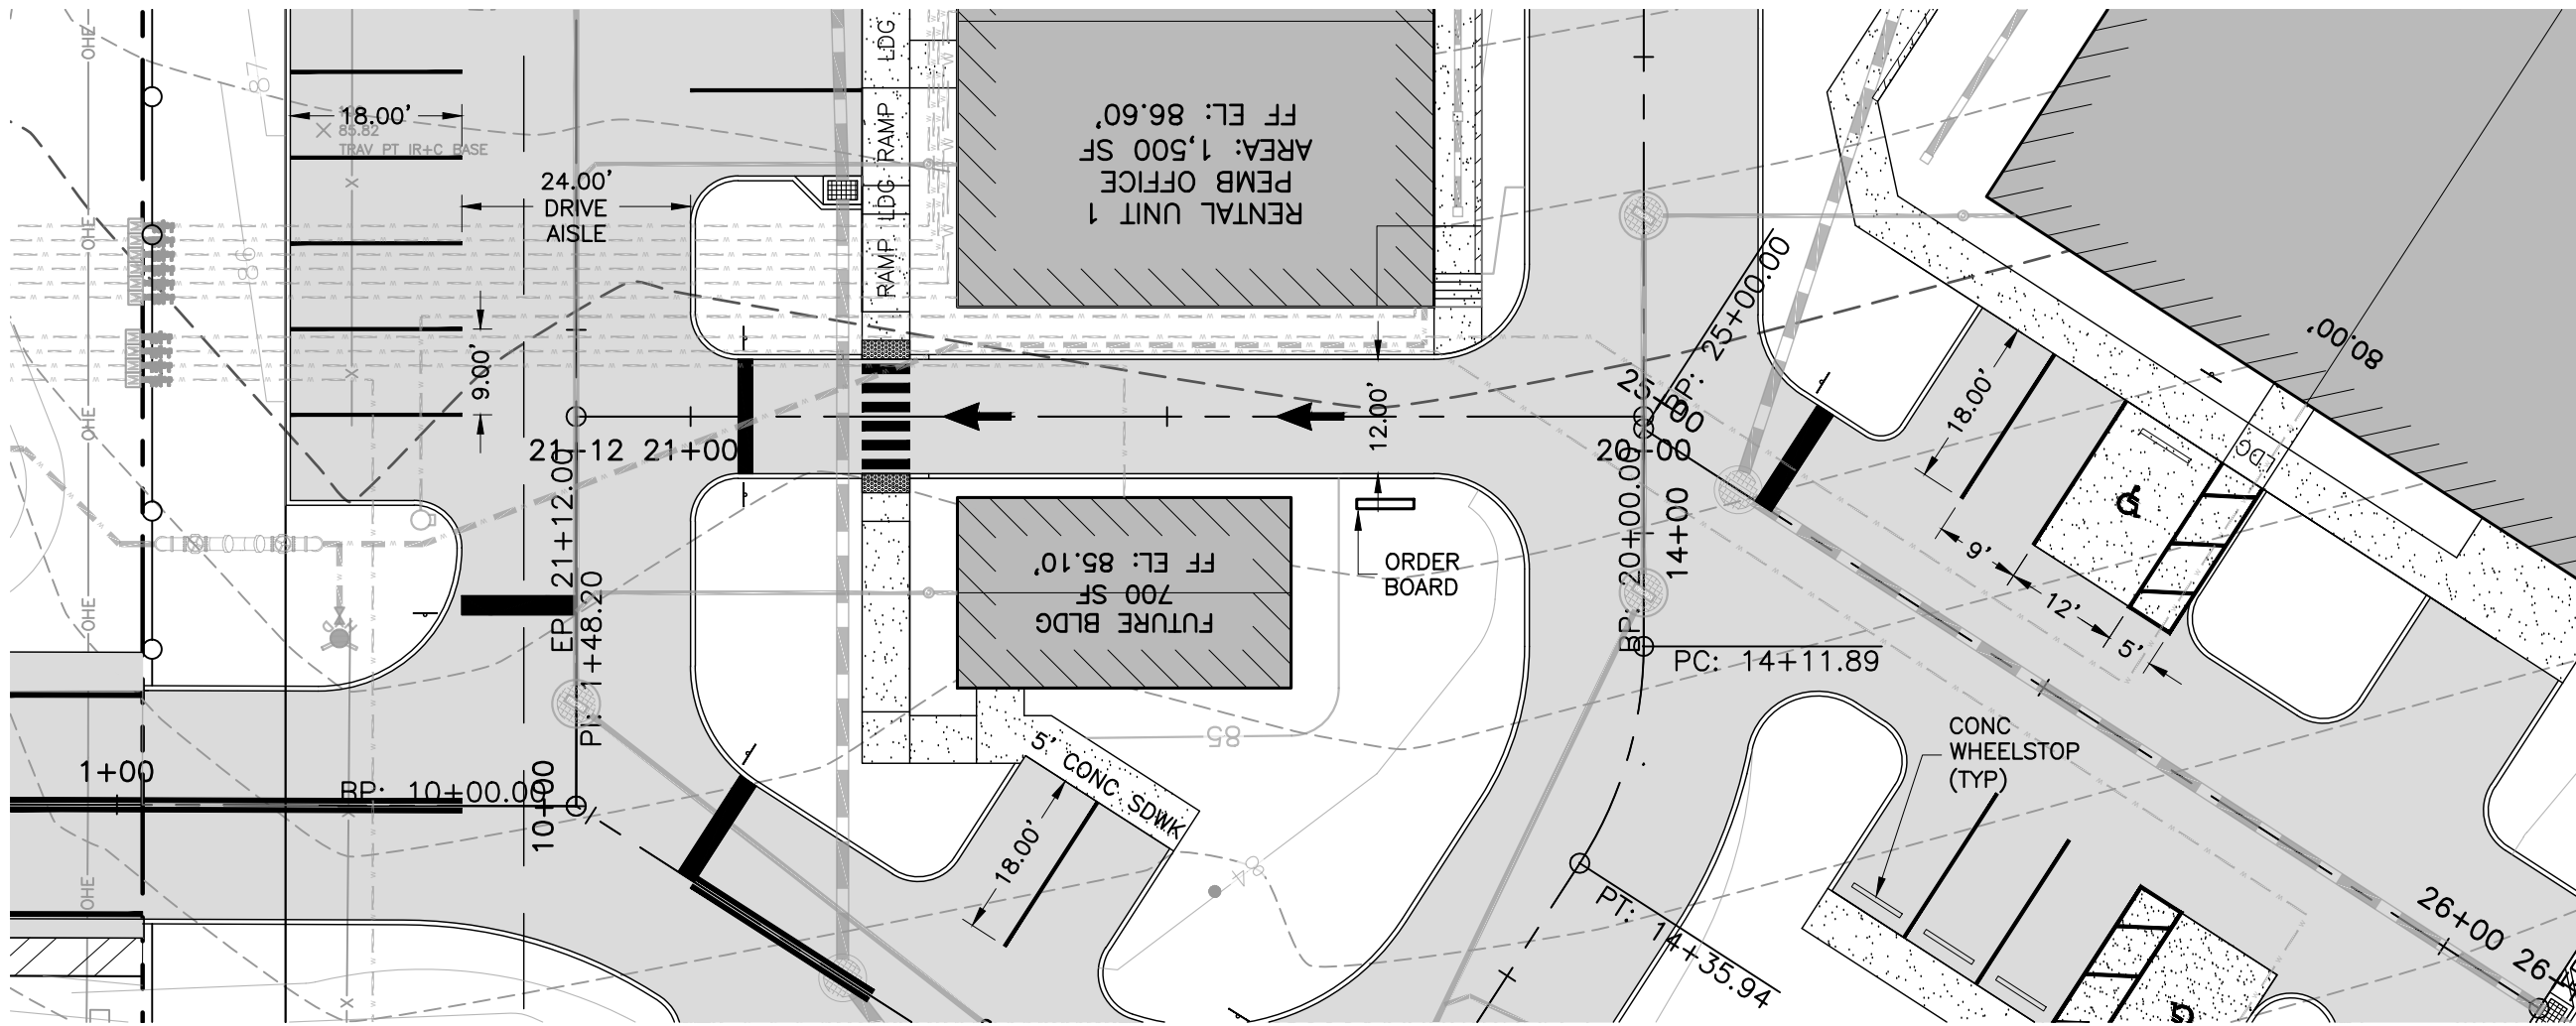 OHE
87
LDG
18.00'
85.82
TRAV PT IR+C BASE
RAMP
RENTAL UNIT 1
PEMB OFFICE
AREA: 1,500 SF
FF EL: 86.60'
24.00'
DRIVE
AISLE
LDG
OHE
RAMP
BP: 25+00.00
25+00
80.00'
9.00'
12.00'
18.00'
OHE
21+12
21+00
20+00
LDG
EP: 21+12.00
BP: 20+00.00
14+00
FUTURE BLDG
700 SF
FF EL: 85.10'
ORDER
BOARD
9'
12'
5'
OHE
PI: 1+48.20
PC: 14+11.89
85
5' CONC SDWK
CONC
WHEELSTOP
(TYP)
1+00
BP: 10+00.00
10+00
18.00'
84
OHE
PT: 14+35.94
26+00
26+